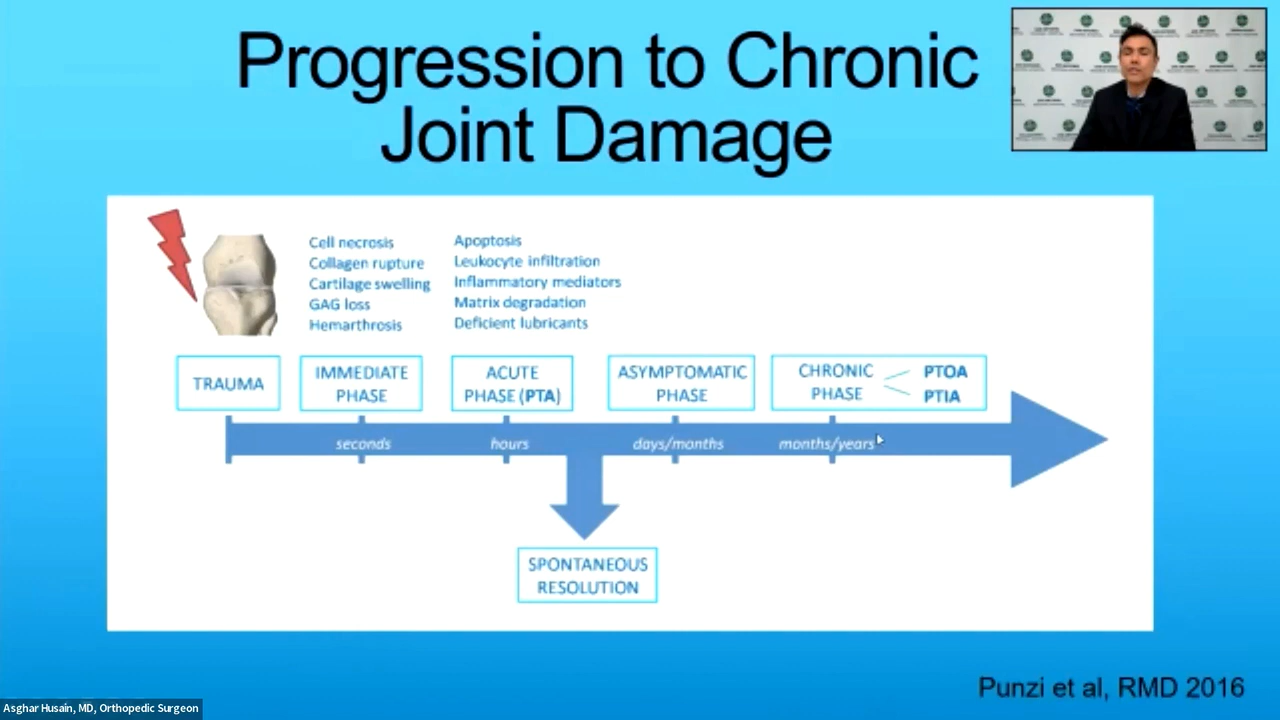 Progression to Chronic
Joint Damage
Cell necrosis
Collagen rupture
Cartilage swelling
GAG loss
Hemarthrosis
Apoptosis
Leukocyte infiltration
Inflammatory mediators
Matrix degradation
Deficient lubricants
TRAUMA
IMMEDIATE
PHASE
ACUTE
PHASE (PTA)
ASYMPTOMATIC
PHASE
CHRONIC
PHASE
PTOA
PTIA
seconds
hours
days/months
months/years
SPONTANEOUS
RESOLUTION
Punzi et al, RMD 2016
Asghar Husain, MD, Orthopedic Surgeon